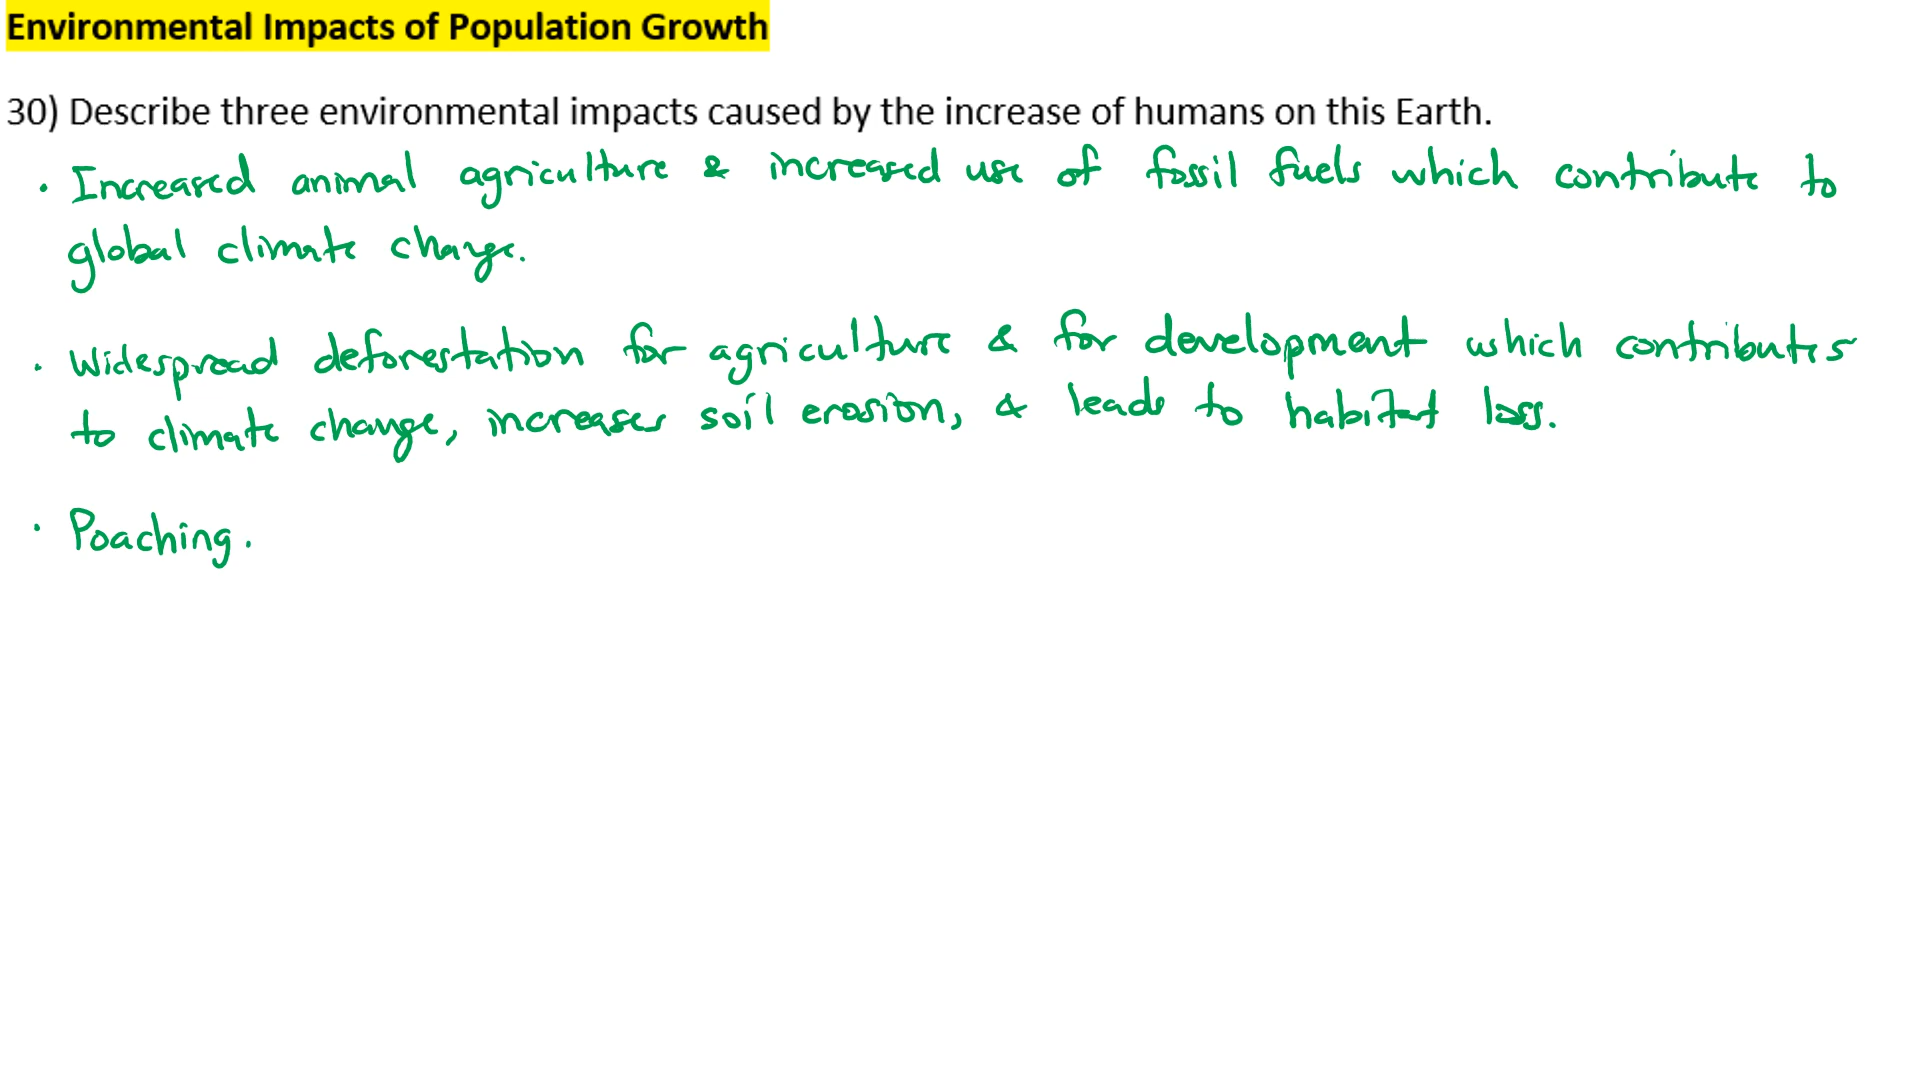 Environmental Impacts of Population Growth
30) Describe three environmental impacts caused by the increase of humans on this Earth.
• Increased animal agriculture & increased use of fossil fuels which contribute to
global climate change.
• Widespread deforestation for agriculture & for development which contributes
to climate change, increases soil erosion, & leads to habitat loss.
• Poaching.